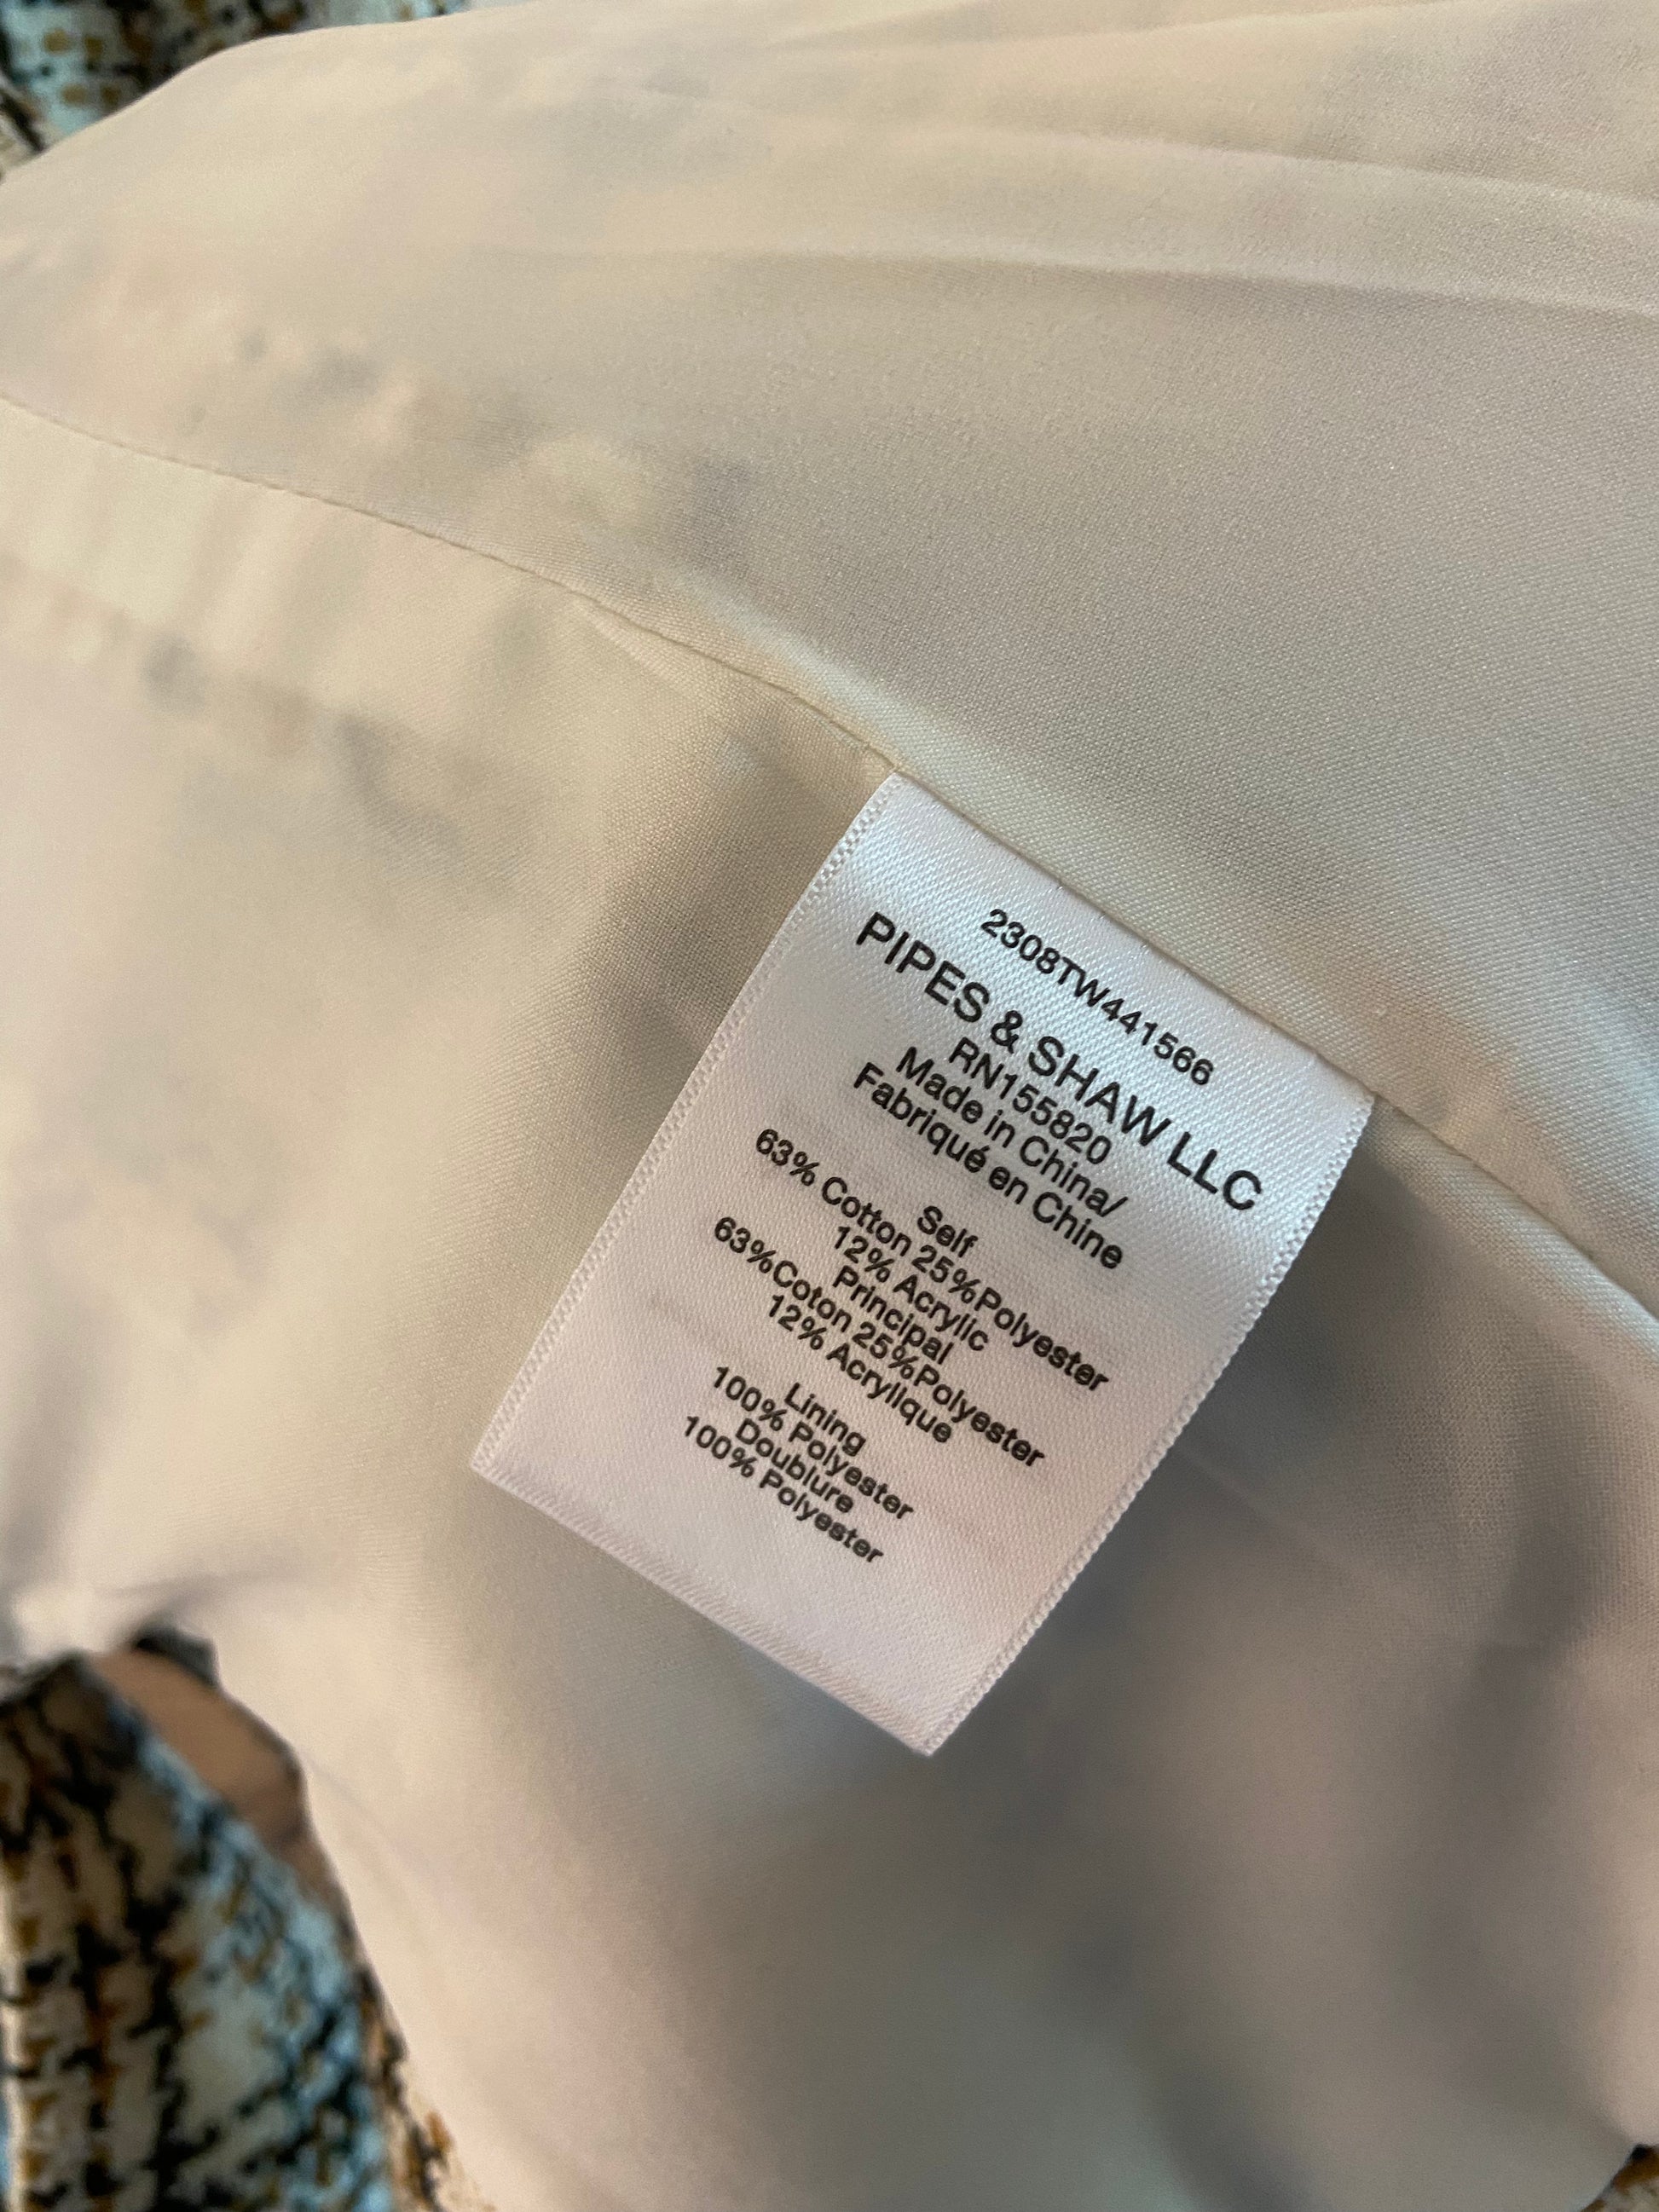 2308TW441566
PIPES & SHAW LLC
RN155820
Made in China/
Fabriqué en Chine
Self
63% Cotton 25%Polyester
12% Acrylic
Principal
63%Coton 25%Polyester
12% Acryllque
Lining
100% Polyester
Doublure
100% Polyester